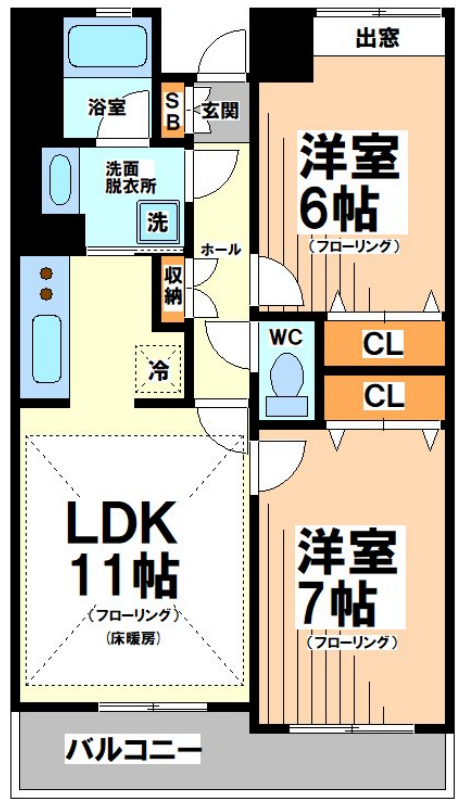 出窓
浴室
SB
玄関
洋室
6帖
(フローリング)
洗面
脱衣所
洗
ホール
収納
WC
CL
冷
CL
LDK
11帖
(フローリング)
(床暖房)
洋室
7帖
(フローリング)
バルコニー